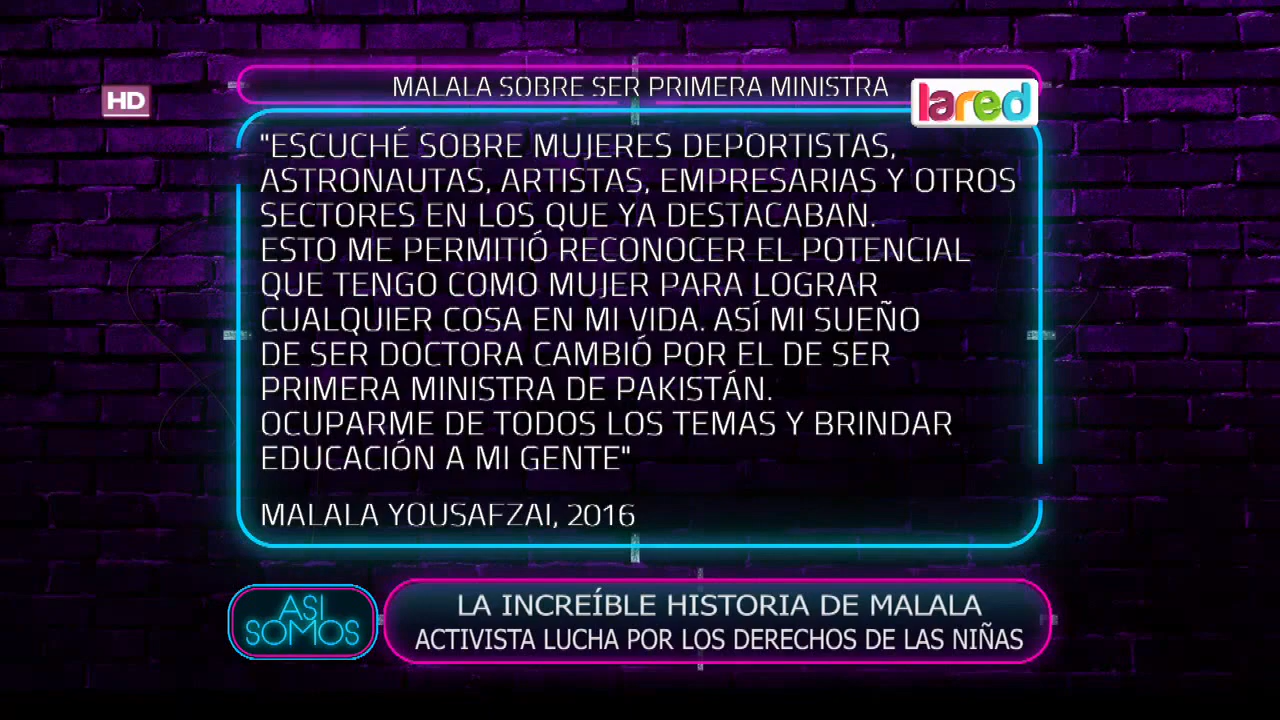 MALALA SOBRE SER PRIMERA MINISTRA
HD
lared
"ESCUCHÉ SOBRE MUJERES DEPORTISTAS,
ASTRONAUTAS, ARTISTAS, EMPRESARIAS Y OTROS
SECTORES EN LOS QUE YA DESTACABAN.
ESTO ME PERMITIÓ RECONOCER EL POTENCIAL
QUE TENGO COMO MUJER PARA LOGRAR
CUALQUIER COSA EN MI VIDA. ASÍ MI SUEÑO
DE SER DOCTORA CAMBIÓ POR EL DE SER
PRIMERA MINISTRA DE PAKISTÁN.
OCUPARME DE TODOS LOS TEMAS Y BRINDAR
EDUCACIÓN A MI GENTE"
MALALA YOUSAFZAI, 2016
ASI
SOMOS
LA INCREÍBLE HISTORIA DE MALALA
ACTIVISTA LUCHA POR LOS DERECHOS DE LAS NIÑAS